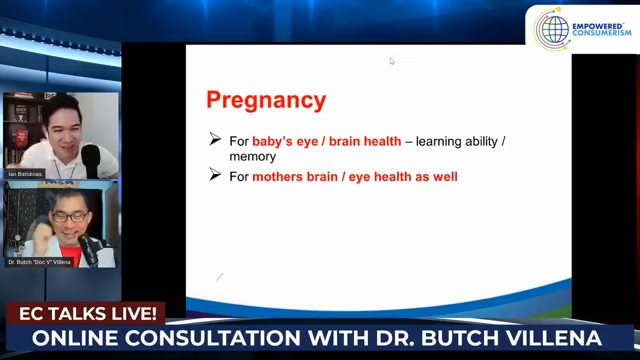 EMPOWERED
CONSUMERISM
Pregnancy
➢ For baby's eye / brain health – learning ability /
memory
➢ For mothers brain / eye health as well
Ian Barcenas
Dr. Butch "Doc V" Villena
EC TALKS LIVE!
ONLINE CONSULTATION WITH DR. BUTCH VILLENA